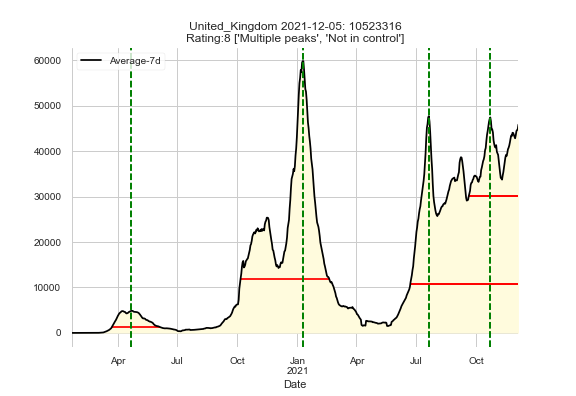 United_Kingdom 2021-12-05: 10523316
Rating:8 ['Multiple peaks', 'Not in control']
Average-7d
60000
50000
40000
30000
20000
10000
0
Apr Jul Oct Jan Apr Jul Oct
2021
Date